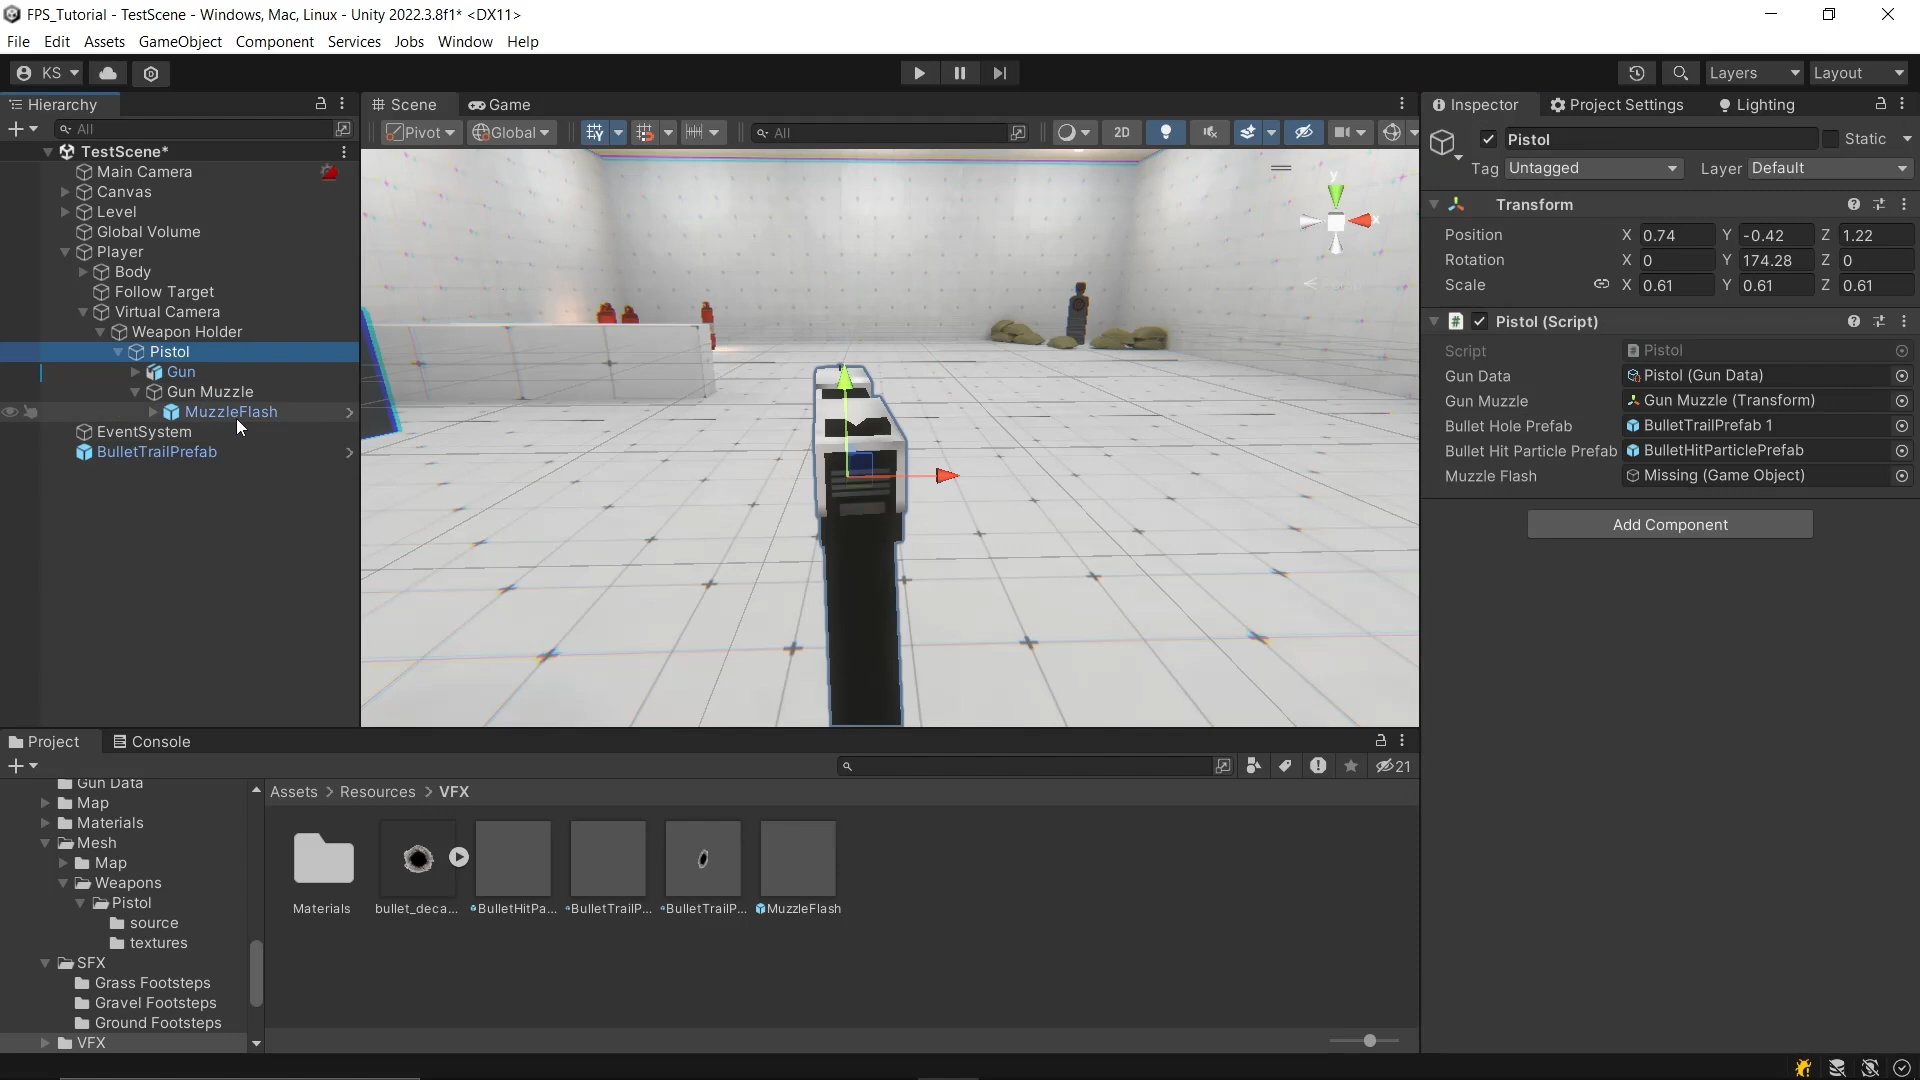 FPS_Tutorial - TestScene - Windows, Mac, Linux - Unity 2022.3.8f1* <DX11>
File Edit Assets GameObject Component Services Jobs Window Help
KS Layers Layout
Hierarchy
All
TestScene*
Main Camera
Canvas
Level
Global Volume
Player
Body
Follow Target
Virtual Camera
Weapon Holder
Pistol
Gun
Gun Muzzle
MuzzleFlash
EventSystem
BulletTrailPrefab
Scene Game
Pivot Global All 2D
y
x
Inspector Project Settings Lighting
Pistol Static
Tag Untagged Layer Default
Transform
Position X 0.74 Y -0.42 Z 1.22
Rotation X 0 Y 174.28 Z 0
Scale X 0.61 Y 0.61 Z 0.61
# Pistol (Script)
Script Pistol
Gun Data Pistol (Gun Data)
Gun Muzzle Gun Muzzle (Transform)
Bullet Hole Prefab BulletTrailPrefab 1
Bullet Hit Particle Prefab BulletHitParticlePrefab
Muzzle Flash Missing (Game Object)
Add Component
Project Console
21
Gun Data
Map
Materials
Mesh
Map
Weapons
Pistol
source
textures
SFX
Grass Footsteps
Gravel Footsteps
Ground Footsteps
VFX
Assets > Resources > VFX
Materials bullet_deca... BulletHitPa... BulletTrailP... BulletTrailP... MuzzleFlash